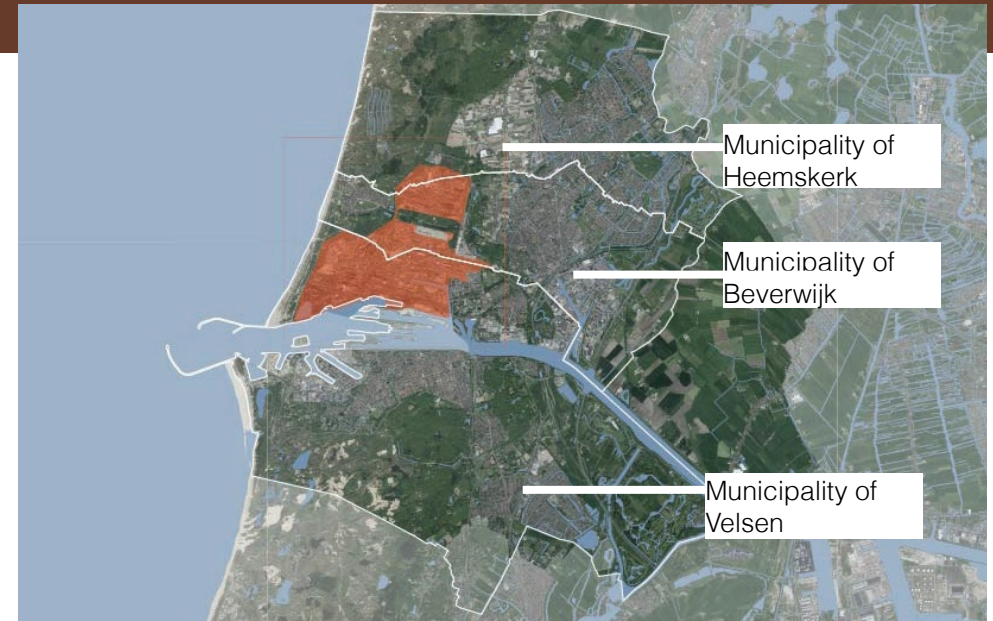 Municipality of
Heemskerk
Municipality of
Beverwijk
Municipality of
Velsen